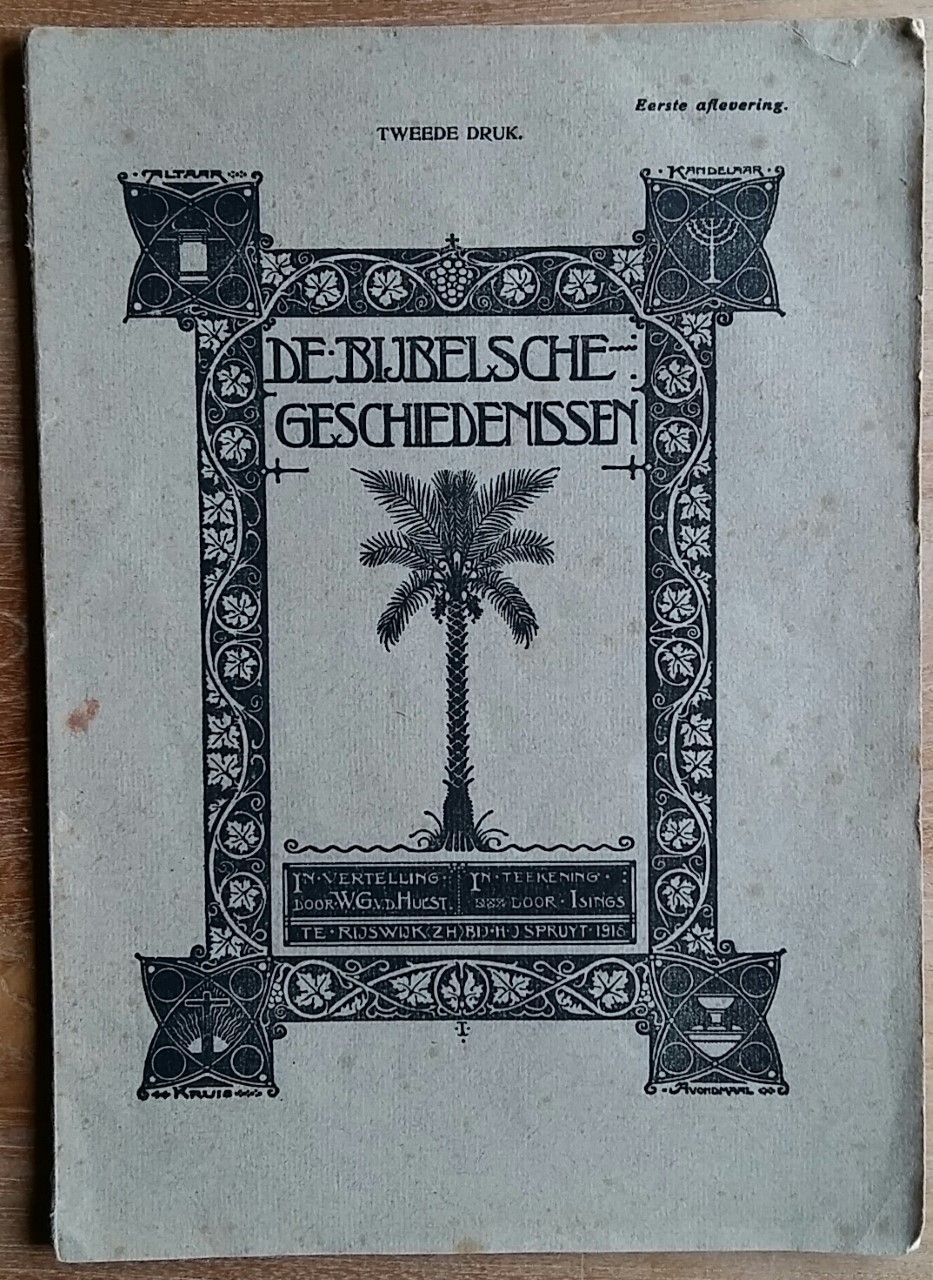 Eerste aflevering.
TWEEDE DRUK.
·ALTAAR
·KANDELAAR·
DE·BIJBELSCHE
GESCHIEDENISSEN
IN·VERTELLING·
DOOR·W.G.V.D.HULST.
IN·TEEKENING·
DOOR·ISINGS
TE·RIJSWIJK(ZH)BIJ·H·J·SPRUYT·1918·
I
KRUIS
·AVONDMAAL